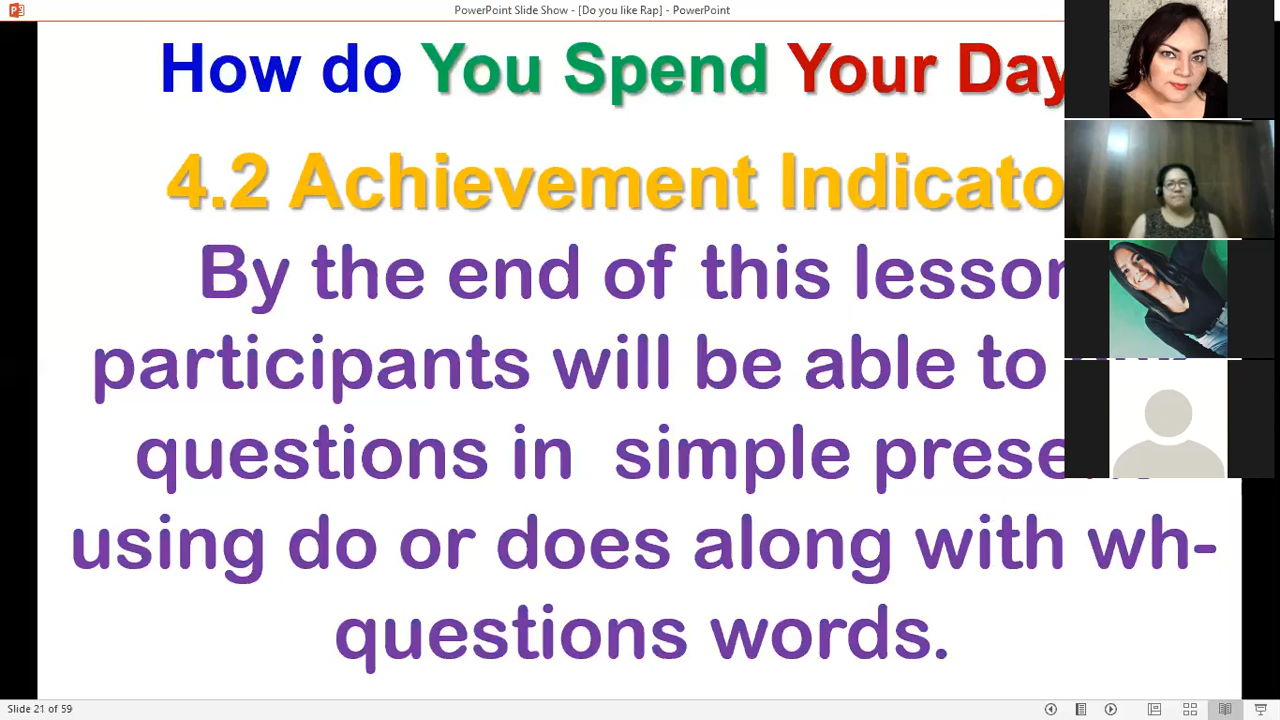 PowerPoint Slide Show - [Do you like Rap] - PowerPoint
How do You Spend Your Day
4.2 Achievement Indicato
By the end of this lesson
participants will be able to
questions in simple present
using do or does along with wh-
questions words.
Slide 21 of 59